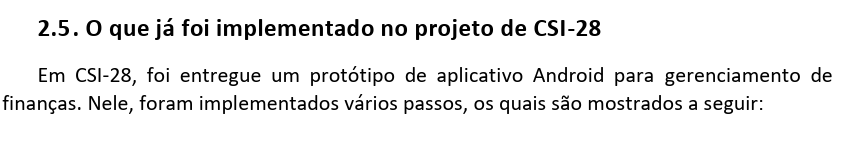 2.5. O que já foi implementado no projeto de CSI-28
Em CSI-28, foi entregue um protótipo de aplicativo Android para gerenciamento de
finanças. Nele, foram implementados vários passos, os quais são mostrados a seguir: